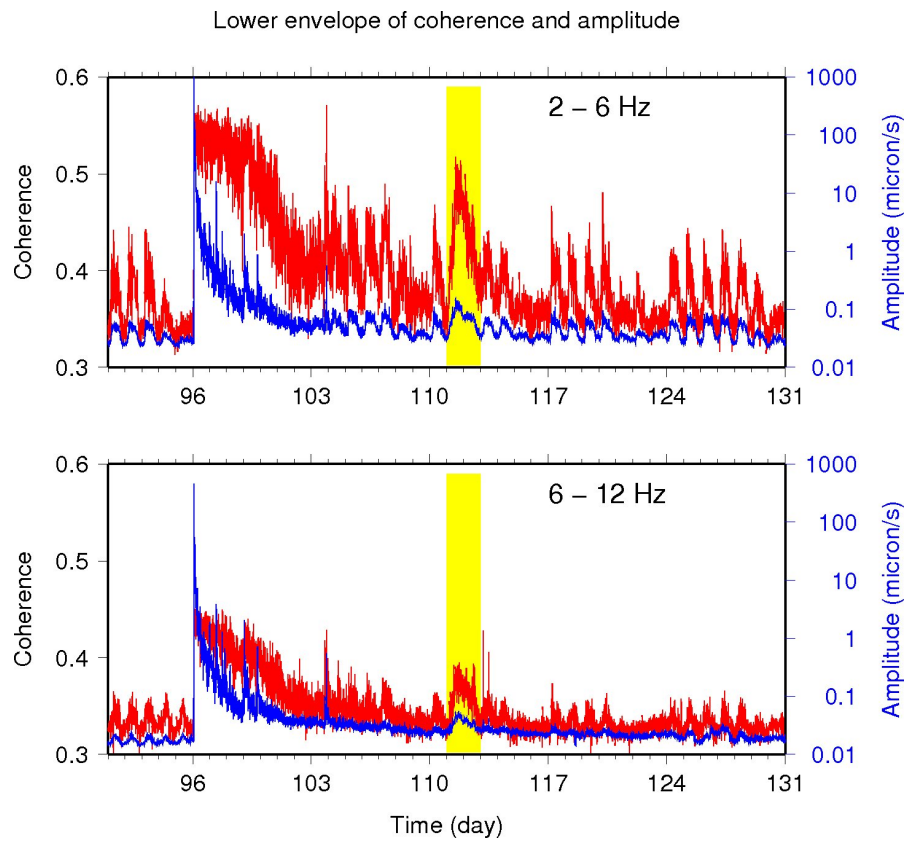 Lower envelope of coherence and amplitude
0.6
0.5
0.4
0.3
Coherence
2 – 6 Hz
1000
100
10
1
0.1
0.01
Amplitude (micron/s)
96 103 110 117 124 131
0.6
0.5
0.4
0.3
Coherence
6 – 12 Hz
1000
100
10
1
0.1
0.01
Amplitude (micron/s)
96 103 110 117 124 131
Time (day)